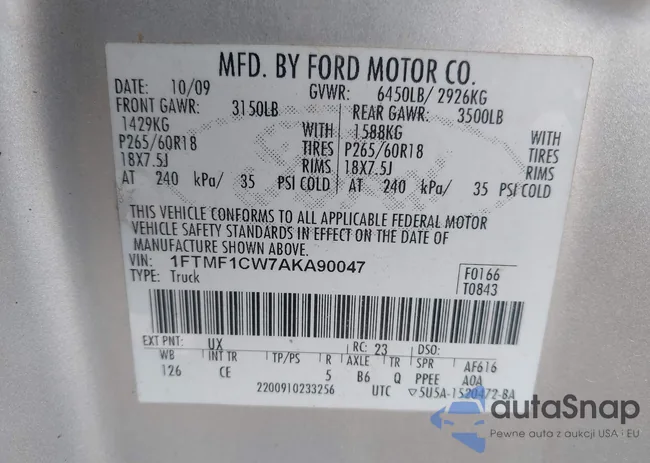 MFD. BY FORD MOTOR CO.
DATE: 10/09 GVWR: 6450LB/ 2926KG
FRONT GAWR: 3150LB REAR GAWR: 3500LB
1429KG WITH 1588KG WITH
P265/60R18 TIRES P265/60R18 TIRES
18X7.5J RIMS 18X7.5J RIMS
AT 240 kPa/ 35 PSI COLD AT 240 kPa/ 35 PSI COLD
THIS VEHICLE CONFORMS TO ALL APPLICABLE FEDERAL MOTOR
VEHICLE SAFETY STANDARDS IN EFFECT ON THE DATE OF
MANUFACTURE SHOWN ABOVE.
VIN: 1FTMF1CW7AKA90047 F0166
TYPE: Truck T0843
EXT PNT: UX RC: 23 DSO:
WB INT TR TP/PS R AXLE TR SPR AF616
126 CE 5 B6 Q PPEE A0A
2200910233256 UTC ▽5U5A-1520472-BA
autoSnap
Pewne auto z aukcji USA i EU